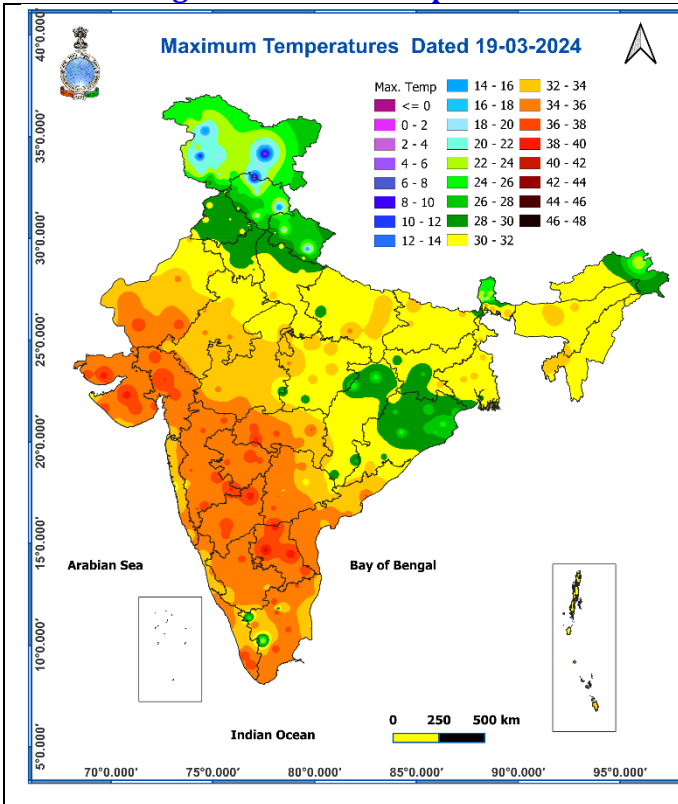 Maximum Temperatures Dated 19-03-2024
Max. Temp
<= 0
0 - 2
2 - 4
4 - 6
6 - 8
8 - 10
10 - 12
12 - 14
14 - 16
16 - 18
18 - 20
20 - 22
22 - 24
24 - 26
26 - 28
28 - 30
30 - 32
32 - 34
34 - 36
36 - 38
38 - 40
40 - 42
42 - 44
44 - 46
46 - 48
40°0.000'
35°0.000'
30°0.000'
25°0.000'
20°0.000'
15°0.000'
10°0.000'
5°0.000'
Arabian Sea
Bay of Bengal
Indian Ocean
0 250 500 km
70°0.000' 75°0.000' 80°0.000' 85°0.000' 90°0.000' 95°0.000'